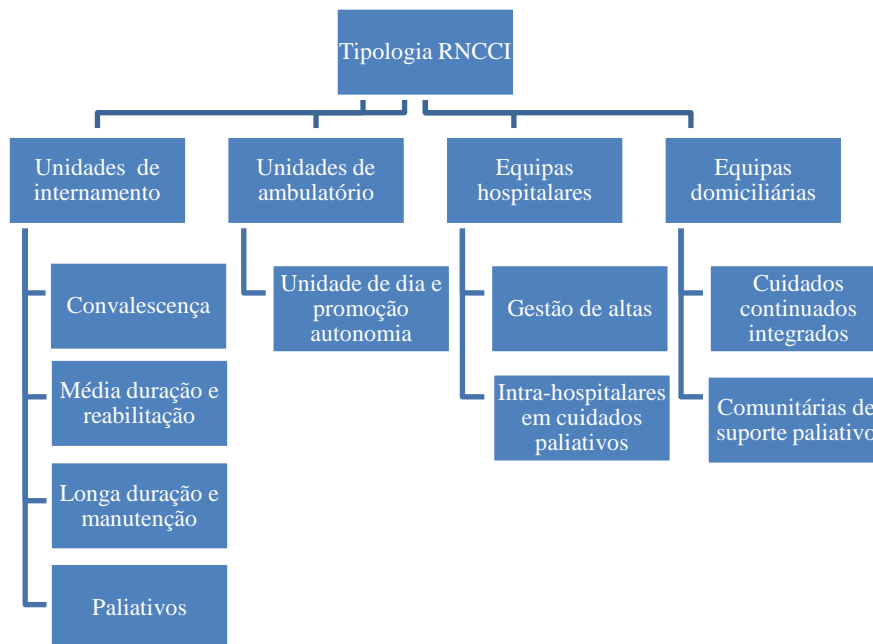 Tipologia RNCCI
Unidades de
internamento
Unidades de
ambulatório
Equipas
hospitalares
Equipas
domiciliárias
Convalescença
Média duração e
reabilitação
Longa duração e
manutenção
Paliativos
Unidade de dia e
promoção
autonomia
Gestão de altas
Intra-hospitalares
em cuidados
paliativos
Cuidados
continuados
integrados
Comunitárias de
suporte paliativo